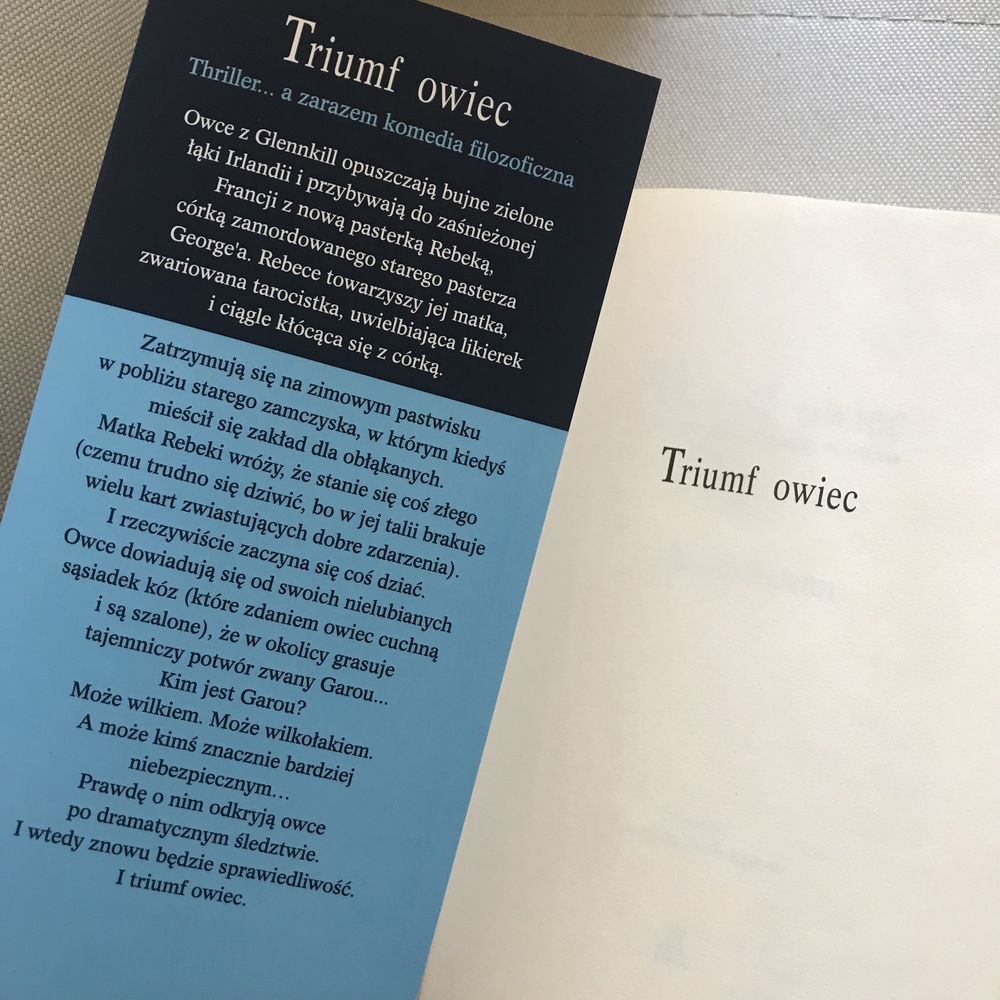 Triumf owiec
Thriller... a zarazem komedia filozoficzna
Owce z Glennkill opuszczają bujne zielone
łąki Irlandii i przybywają do zaśnieżonej
Francji z nową pasterką Rebeką,
córką zamordowanego starego pasterza
George'a. Rebece towarzyszy jej matka,
zwariowana tarocistka, uwielbiająca likierek
i ciągle kłócąca się z córką.
Zatrzymują się na zimowym pastwisku
w pobliżu starego zamczyska, w którym kiedyś
mieścił się zakład dla obłąkanych.
Matka Rebeki wróży, że stanie się coś złego
(czemu trudno się dziwić, bo w jej talii brakuje
wielu kart zwiastujących dobre zdarzenia).
I rzeczywiście zaczyna się coś dziać.
Owce dowiadują się od swoich nielubianych
sąsiadek kóz (które zdaniem owiec cuchną
i są szalone), że w okolicy grasuje
tajemniczy potwór zwany Garou...
Kim jest Garou?
Może wilkiem. Może wilkołakiem.
A może kimś znacznie bardziej
niebezpiecznym...
Prawdę o nim odkryją owce
po dramatycznym śledztwie.
I wtedy znowu będzie sprawiedliwość.
I triumf owiec.
Triumf owiec